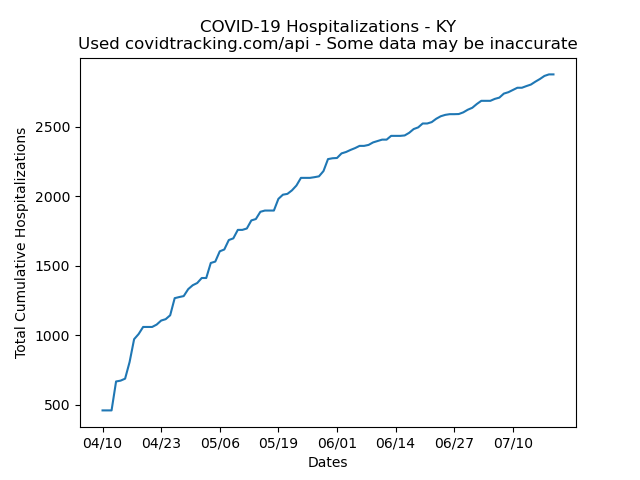 COVID-19 Hospitalizations - KY
Used covidtracking.com/api - Some data may be inaccurate
Total Cumulative Hospitalizations
2500
2000
1500
1000
500
04/10 04/23 05/06 05/19 06/01 06/14 06/27 07/10
Dates